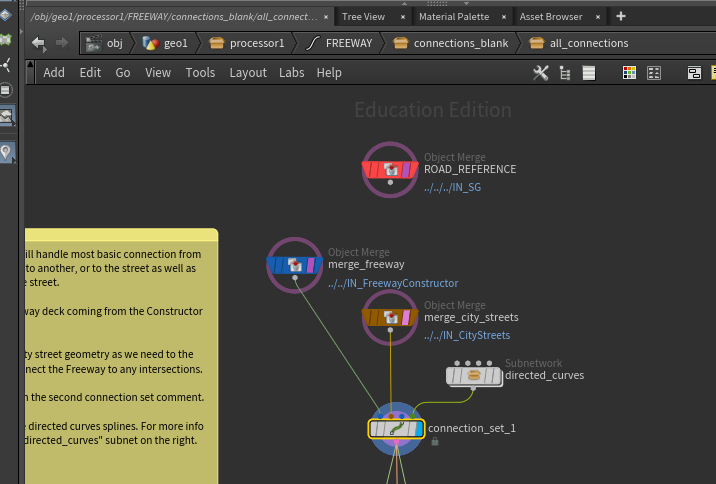 /obj/geo1/processor1/FREEWAY/connections_blank/all_connect... × Tree View × Material Palette × Asset Browser ×
obj geo1 processor1 FREEWAY connections_blank all_connections
Add Edit Go View Tools Layout Labs Help
Education Edition
Object Merge
ROAD_REFERENCE
../../../IN_SG
ill handle most basic connection from
to another, or to the street as well as
e street.
way deck coming from the Constructor
ty street geometry as we need to the
nnect the Freeway to any intersections.
n the second connection set comment.
e directed curves splines. For more info
directed_curves" subnet on the right.
Object Merge
merge_freeway
../../IN_FreewayConstructor
Object Merge
merge_city_streets
../../IN_CityStreets
Subnetwork
directed_curves
connection_set_1